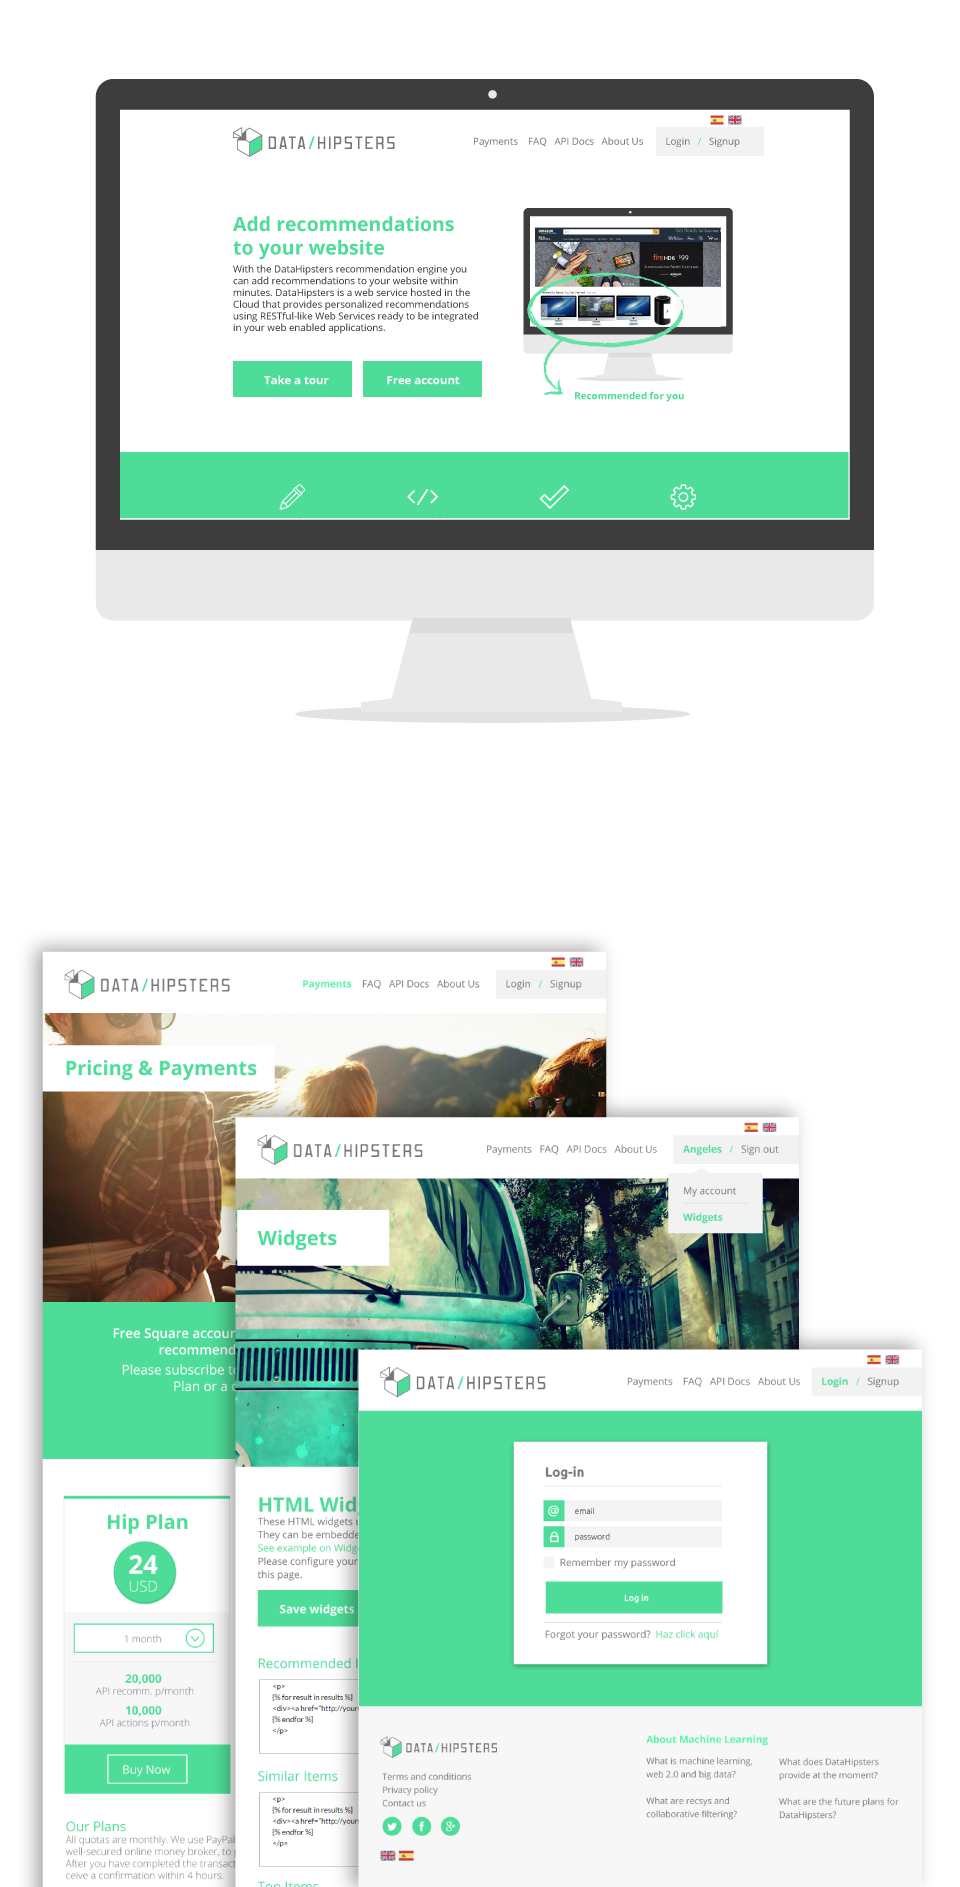 DATA/HIPSTERS
Payments FAQ API Docs About Us Login / Signup
Add recommendations
to your website
With the DataHipsters recommendation engine you
can add recommendations to your website within
minutes. DataHipsters is a web service hosted in the
Cloud that provides personalized recommendations
using RESTful-like Web Services ready to be integrated
in your web enabled applications.
Take a tour Free account
amazon
fire HD6 $99
Recommended for you
DATA/HIPSTERS
Payments FAQ API Docs About Us Login / Signup
Pricing & Payments
Free Square accoun
recommend
Please subscribe to
Plan or a
Hip Plan
24
USD
1 month
20,000
API recomm. p/month
10,000
API actions p/month
Buy Now
Our Plans
All quotas are monthly. We use PayPal
well-secured online money broker, to
After you have completed the transact
ceive a confirmation within 4 hours.
DATA/HIPSTERS
Payments FAQ API Docs About Us Angeles / Sign out
My account
Widgets
Widgets
HTML Widg
These HTML widgets
They can be embedde
See example on Widge
Please configure your
this page.
Save widgets
Recommended I
<p>
{% for result in results %}
<div><a href="http://your
{% endfor %}
</p>
Similar Items
<p>
{% for result in results %}
<div><a href="http://your
{% endfor %}
</p>
Top Items
DATA/HIPSTERS
Payments FAQ API Docs About Us Login / Signup
Log-in
@ email
password
Remember my password
Log in
Forgot your password? Haz click aquí
DATA/HIPSTERS
Terms and conditions
Privacy policy
Contact us
f g+
About Machine Learning
What is machine learning,
web 2.0 and big data?
What are recsys and
collaborative filtering?
What does DataHipsters
provide at the moment?
What are the future plans for
DataHipsters?